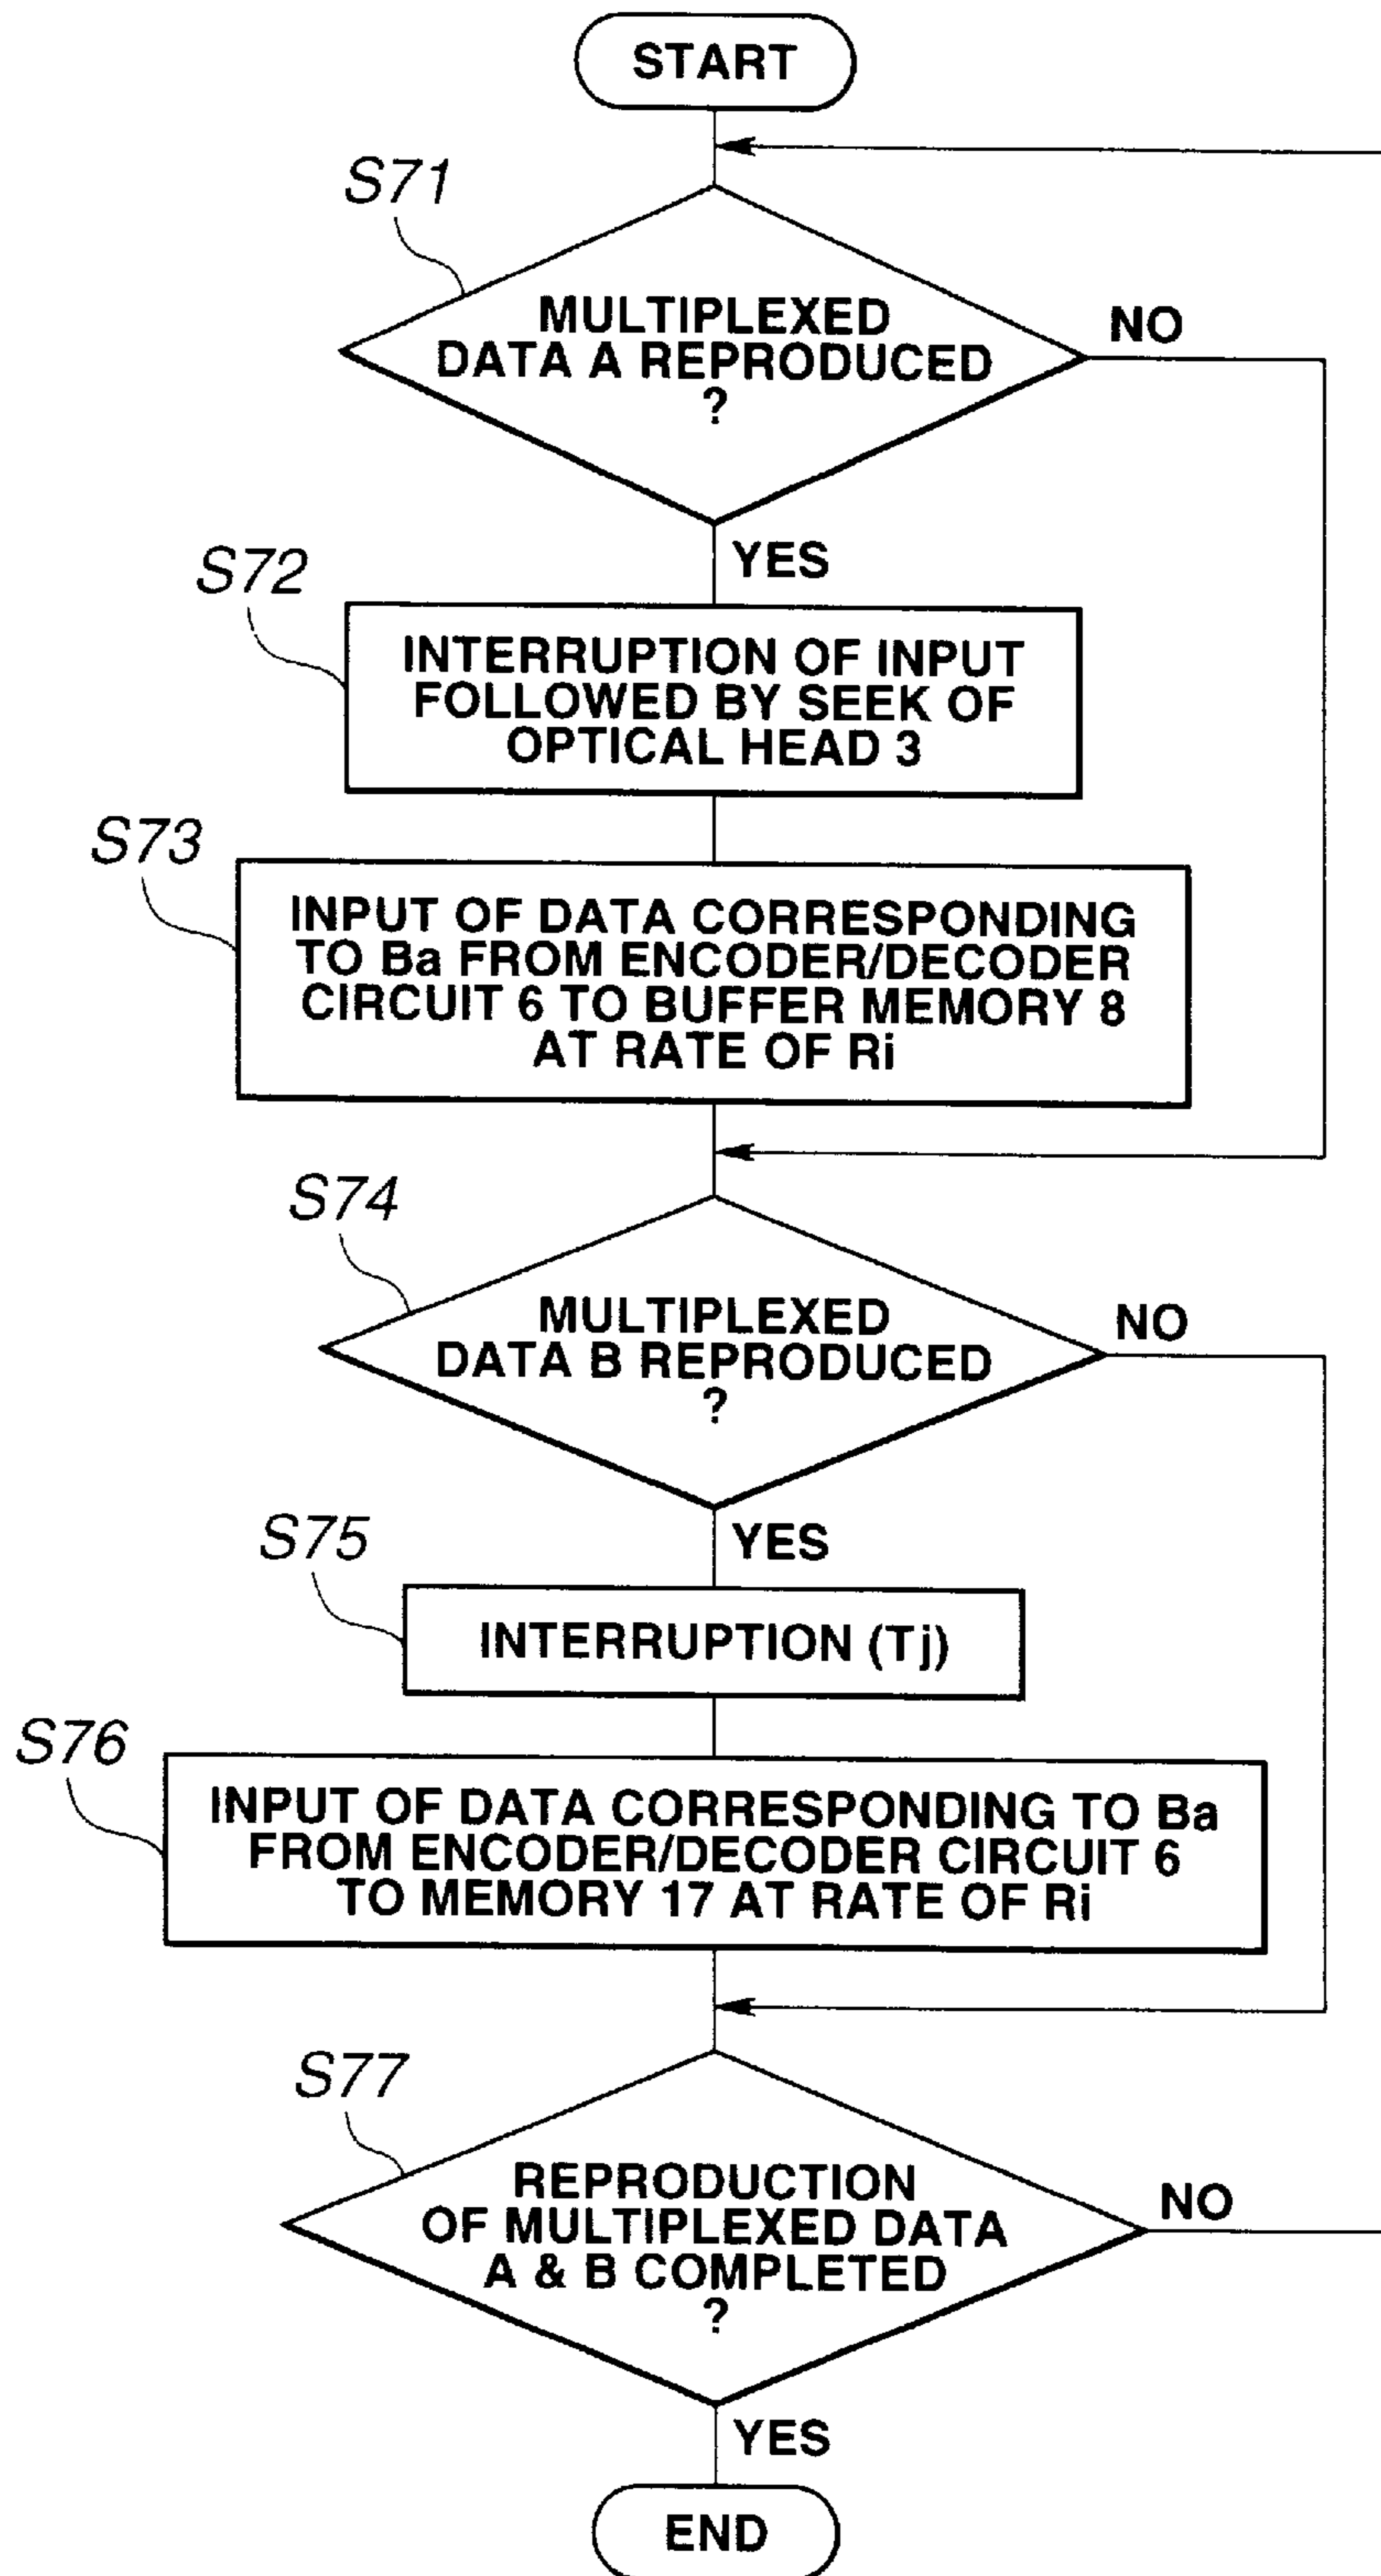 START
S71
MULTIPLEXED
DATA A REPRODUCED
?
NO
YES
S72
INTERRUPTION OF INPUT
FOLLOWED BY SEEK OF
OPTICAL HEAD 3
S73
INPUT OF DATA CORRESPONDING
TO Ba FROM ENCODER/DECODER
CIRCUIT 6 TO BUFFER MEMORY 8
AT RATE OF Ri
S74
MULTIPLEXED
DATA B REPRODUCED
?
NO
YES
S75
INTERRUPTION (Tj)
S76
INPUT OF DATA CORRESPONDING TO Ba
FROM ENCODER/DECODER CIRCUIT 6
TO MEMORY 17 AT RATE OF Ri
S77
REPRODUCTION
OF MULTIPLEXED DATA
A & B COMPLETED
?
NO
YES
END